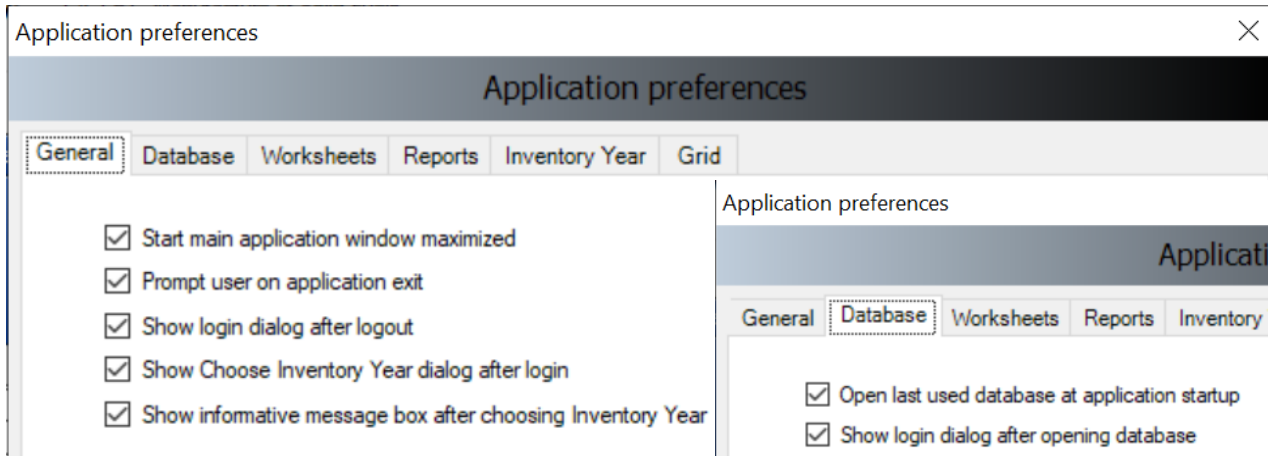 Application preferences
Application preferences
General Database Worksheets Reports Inventory Year Grid
Start main application window maximized
Prompt user on application exit
Show login dialog after logout
Show Choose Inventory Year dialog after login
Show informative message box after choosing Inventory Year
Application preferences
Applicati
General Database Worksheets Reports Inventory
Open last used database at application startup
Show login dialog after opening database